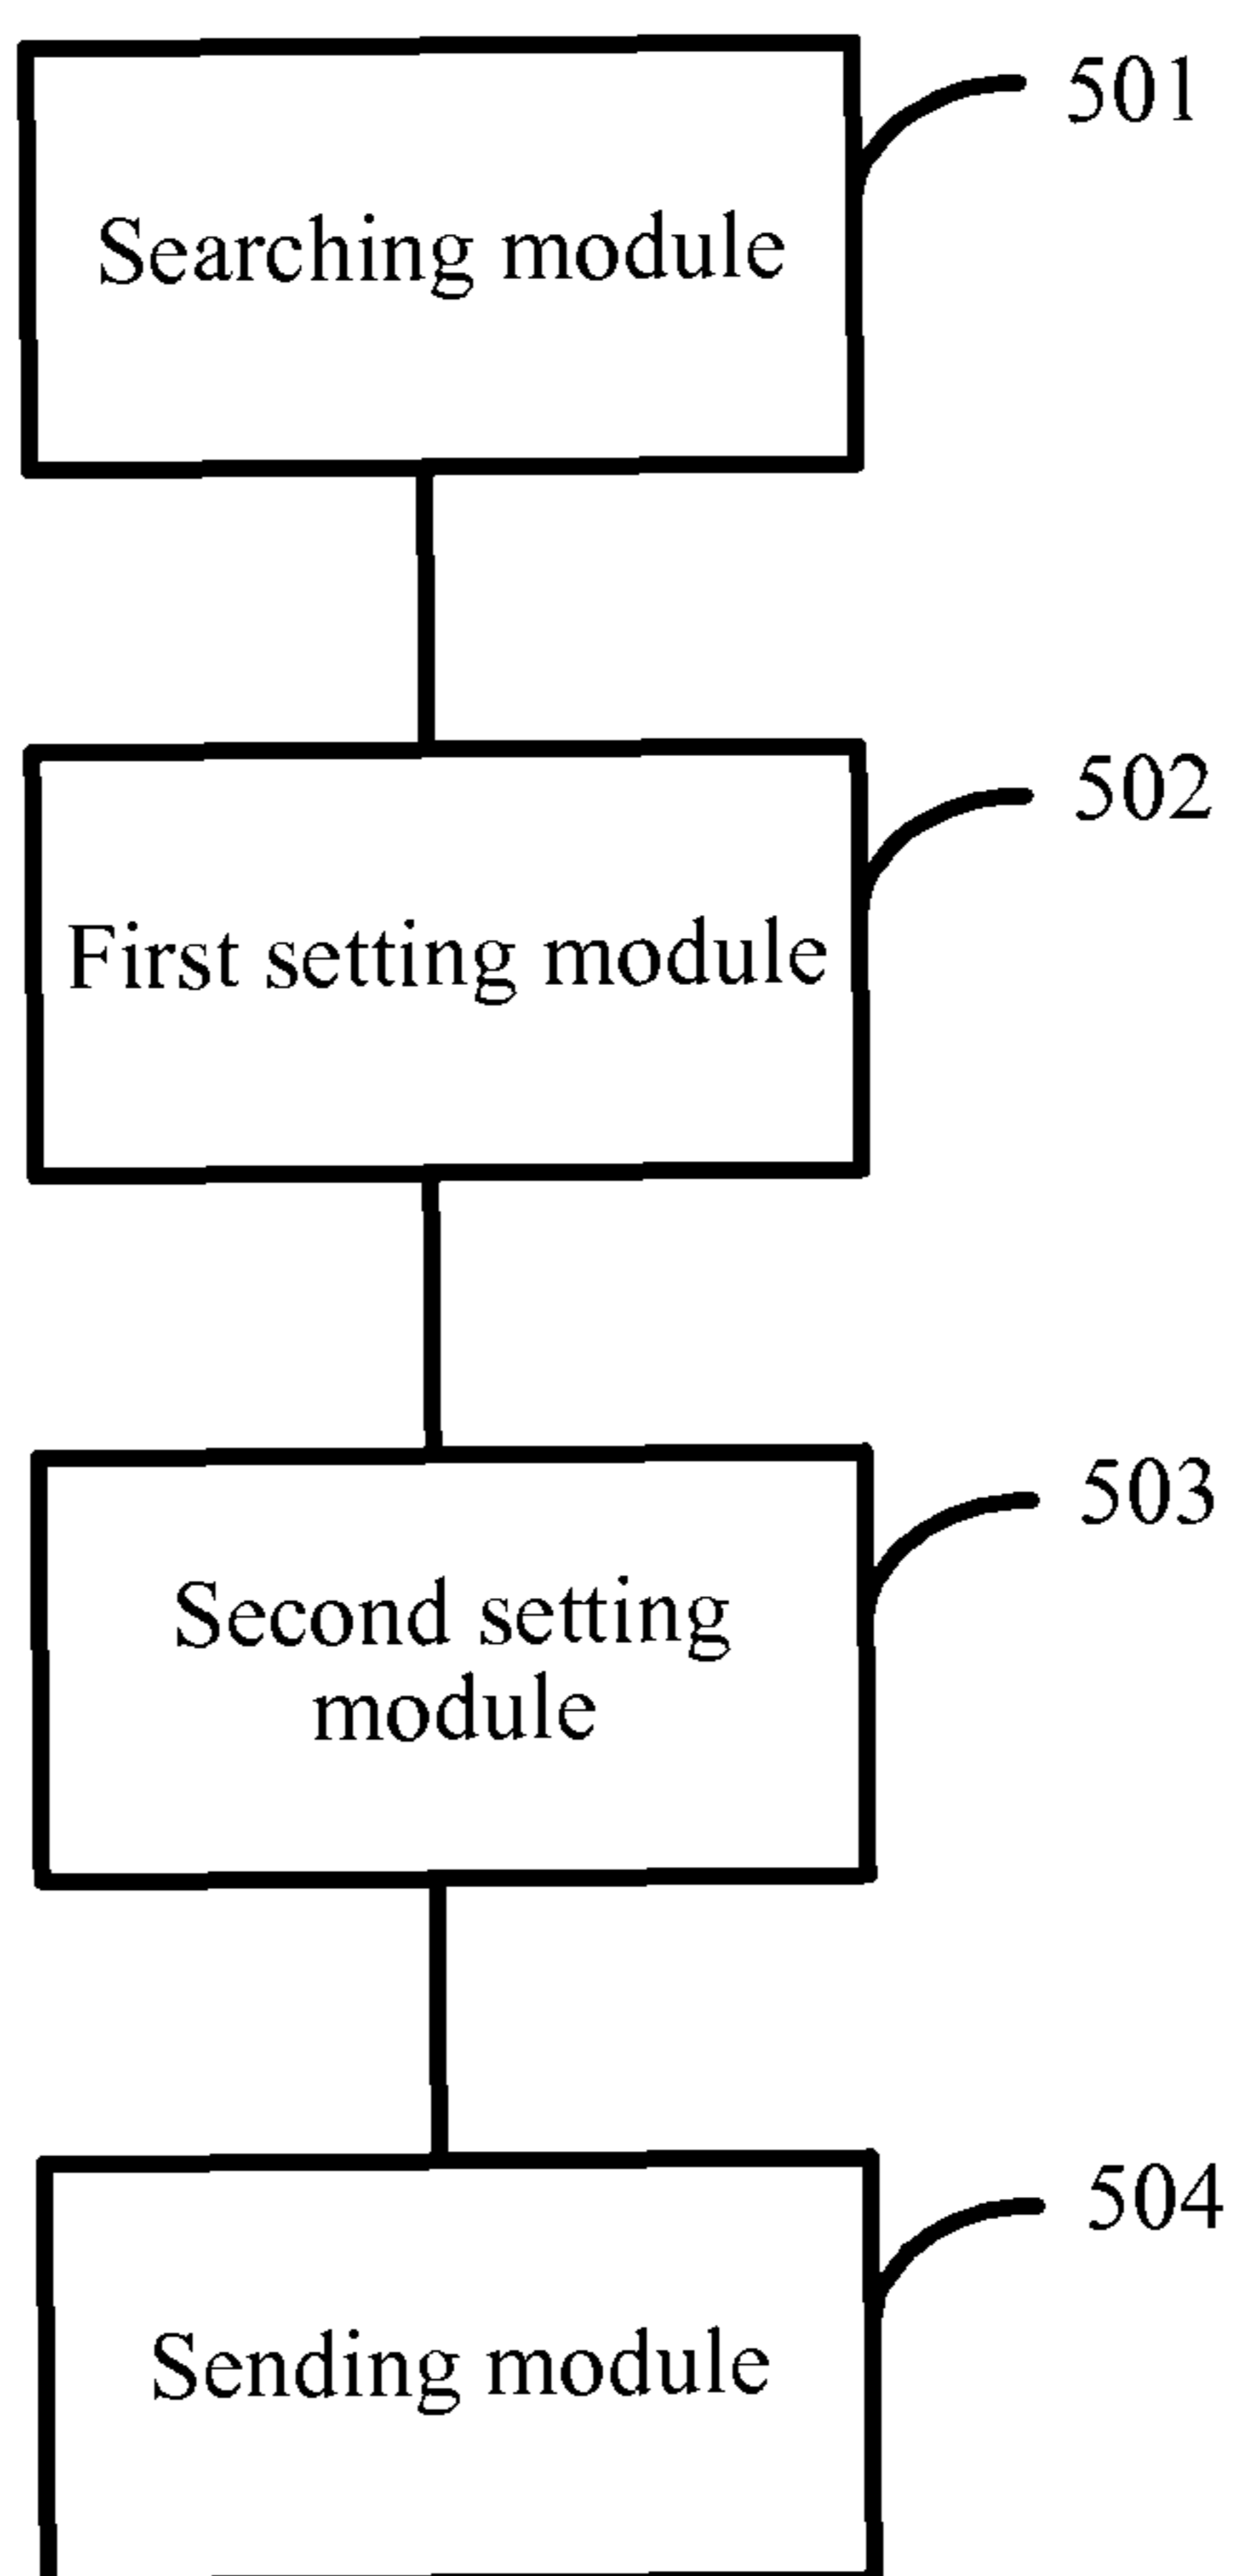 501
Searching module
502
First setting module
503
Second setting
module
504
Sending module